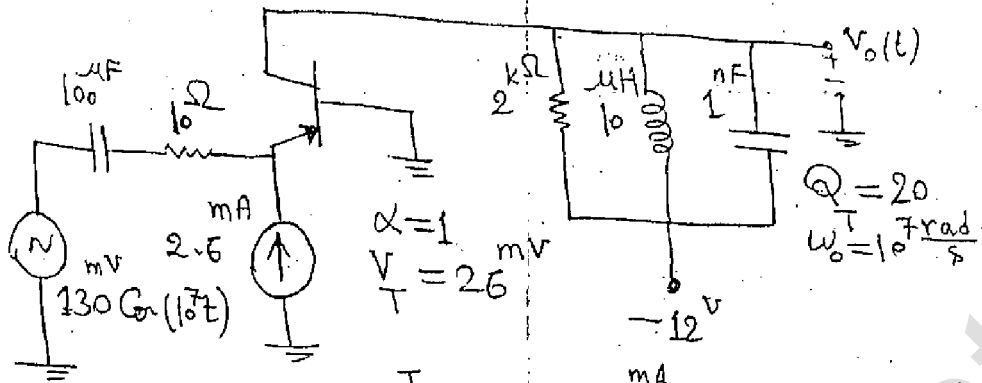 100 μF
10 Ω
mA
2.6
130 mV Cos(10⁷t)
α=1
V_T = 26 mV
2 kΩ
10 μH
1 nF
V₀(t)
+
-
Q_T = 20
ω₀ = 10⁷ rad/s
-12 V
mA